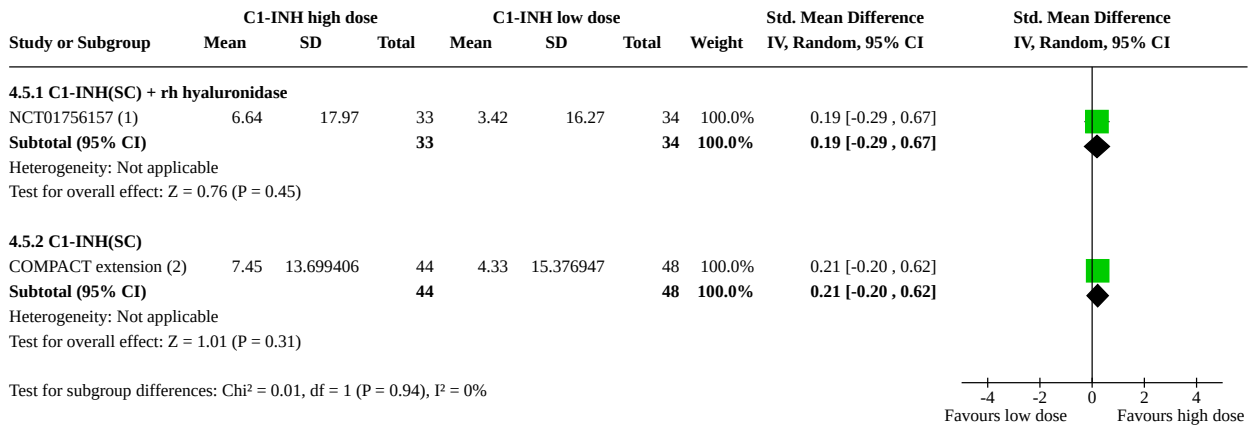 C1-INH high dose C1-INH low dose Std. Mean Difference Std. Mean Difference
Study or Subgroup Mean SD Total Mean SD Total Weight IV, Random, 95% CI IV, Random, 95% CI
4.5.1 C1-INH(SC) + rh hyaluronidase
NCT01756157 (1) 6.64 17.97 33 3.42 16.27 34 100.0% 0.19 [-0.29 , 0.67]
Subtotal (95% CI) 33 34 100.0% 0.19 [-0.29 , 0.67]
Heterogeneity: Not applicable
Test for overall effect: Z = 0.76 (P = 0.45)
4.5.2 C1-INH(SC)
COMPACT extension (2) 7.45 13.699406 44 4.33 15.376947 48 100.0% 0.21 [-0.20 , 0.62]
Subtotal (95% CI) 44 48 100.0% 0.21 [-0.20 , 0.62]
Heterogeneity: Not applicable
Test for overall effect: Z = 1.01 (P = 0.31)
Test for subgroup differences: Chi² = 0.01, df = 1 (P = 0.94), I² = 0%
-4 -2 0 2 4
Favours low dose Favours high dose